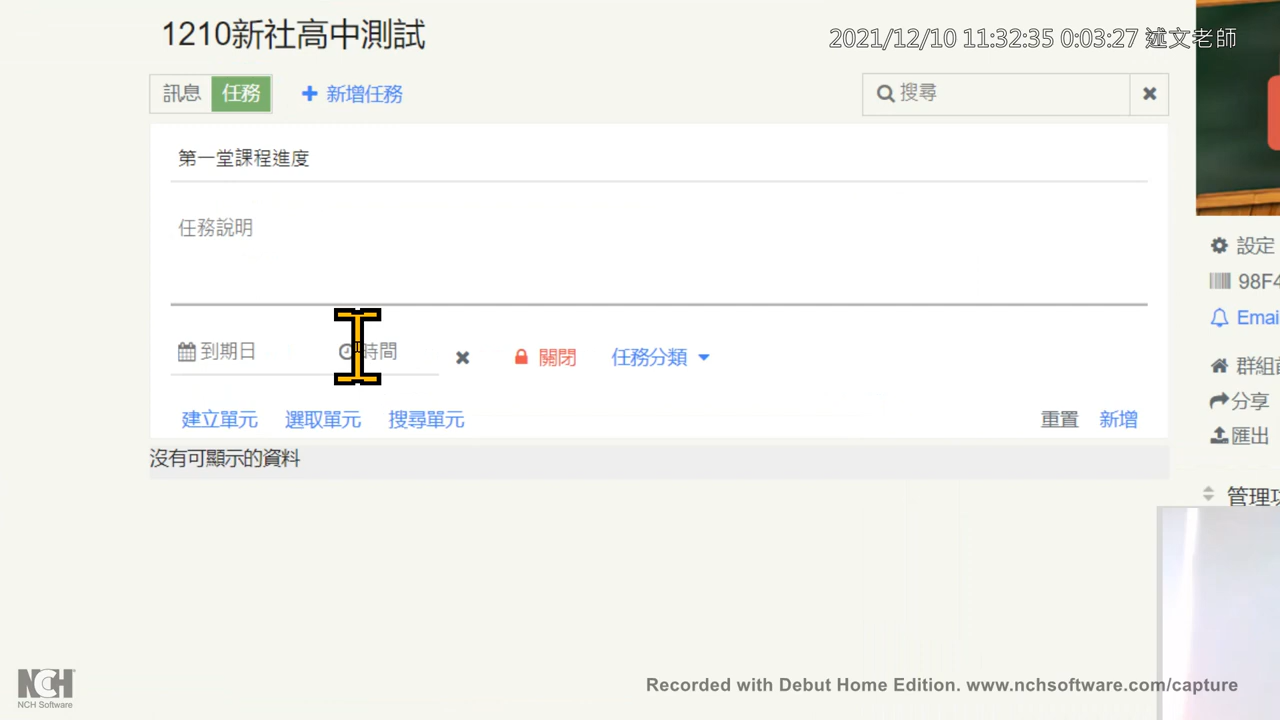 1210新社高中測試
2021/12/10 11:32:35 0:03:27 述文老師
訊息 任務 新增任務 搜尋
第一堂課程進度
任務說明
到期日 時間 關閉 任務分類
建立單元 選取單元 搜尋單元 重置 新增
沒有可顯示的資料
設定
98F4
Emai
群組
分享
匯出
管理
NCH
NCH Software
Recorded with Debut Home Edition. www.nchsoftware.com/capture